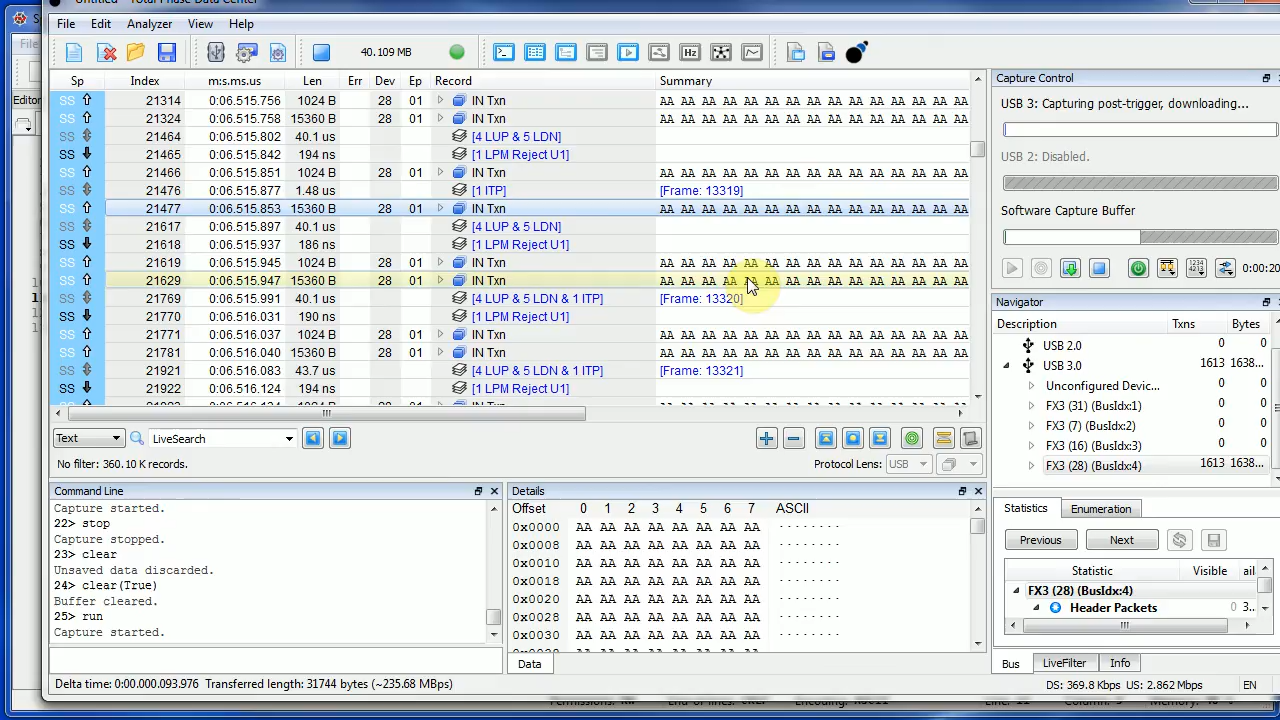 Untitled - Total Phase Data Center
File Edit Analyzer View Help
File
Editor
40.109 MB
Sp Index m:s.ms.us Len Err Dev Ep Record Summary
SS 21314 0:06.515.756 1024 B 28 01 IN Txn AA AA AA AA AA AA AA AA AA AA AA AA AA AA AA
SS 21324 0:06.515.758 15360 B 28 01 IN Txn AA AA AA AA AA AA AA AA AA AA AA AA AA AA AA
SS 21464 0:06.515.802 40.1 us [4 LUP & 5 LDN]
SS 21465 0:06.515.842 194 ns [1 LPM Reject U1]
SS 21466 0:06.515.851 1024 B 28 01 IN Txn AA AA AA AA AA AA AA AA AA AA AA AA AA AA AA
SS 21476 0:06.515.877 1.48 us [1 ITP] [Frame: 13319]
SS 21477 0:06.515.853 15360 B 28 01 IN Txn AA AA AA AA AA AA AA AA AA AA AA AA AA AA AA
SS 21617 0:06.515.897 40.1 us [4 LUP & 5 LDN]
SS 21618 0:06.515.937 186 ns [1 LPM Reject U1]
SS 21619 0:06.515.945 1024 B 28 01 IN Txn AA AA AA AA AA AA AA AA AA AA AA AA AA AA AA
SS 21629 0:06.515.947 15360 B 28 01 IN Txn AA AA AA AA AA AA AA AA AA AA AA AA AA AA AA
SS 21769 0:06.515.991 40.1 us [4 LUP & 5 LDN & 1 ITP] [Frame: 13320]
SS 21770 0:06.516.031 190 ns [1 LPM Reject U1]
SS 21771 0:06.516.037 1024 B 28 01 IN Txn AA AA AA AA AA AA AA AA AA AA AA AA AA AA AA
SS 21781 0:06.516.040 15360 B 28 01 IN Txn AA AA AA AA AA AA AA AA AA AA AA AA AA AA AA
SS 21921 0:06.516.083 43.7 us [4 LUP & 5 LDN & 1 ITP] [Frame: 13321]
SS 21922 0:06.516.124 194 ns [1 LPM Reject U1]
Text LiveSearch
No filter: 360.10 K records.
Protocol Lens: USB
Command Line
Capture started.
22> stop
Capture stopped.
23> clear
Unsaved data discarded.
24> clear(True)
Buffer cleared.
25> run
Capture started.
Details
Offset 0 1 2 3 4 5 6 7 ASCII
0x0000 AA AA AA AA AA AA AA AA ········
0x0008 AA AA AA AA AA AA AA AA ········
0x0010 AA AA AA AA AA AA AA AA ········
0x0018 AA AA AA AA AA AA AA AA ········
0x0020 AA AA AA AA AA AA AA AA ········
0x0028 AA AA AA AA AA AA AA AA ········
0x0030 AA AA AA AA AA AA AA AA ········
Data
Capture Control
USB 3: Capturing post-trigger, downloading...
USB 2: Disabled.
Software Capture Buffer
0:00:20
Navigator
Description Txns Bytes
USB 2.0 0 0
USB 3.0 1613 1638...
Unconfigured Devic... 0 0
FX3 (31) (BusIdx:1) 0 0
FX3 (7) (BusIdx:2) 0 0
FX3 (16) (BusIdx:3) 0 0
FX3 (28) (BusIdx:4) 1613 1638...
Statistics Enumeration
Previous Next
Statistic Visible ail
FX3 (28) (BusIdx:4)
Header Packets 0 3...
Bus LiveFilter Info
Delta time: 0:00.000.093.976 Transferred length: 31744 bytes (~235.68 MBps)
DS: 369.8 Kbps US: 2.862 Mbps EN